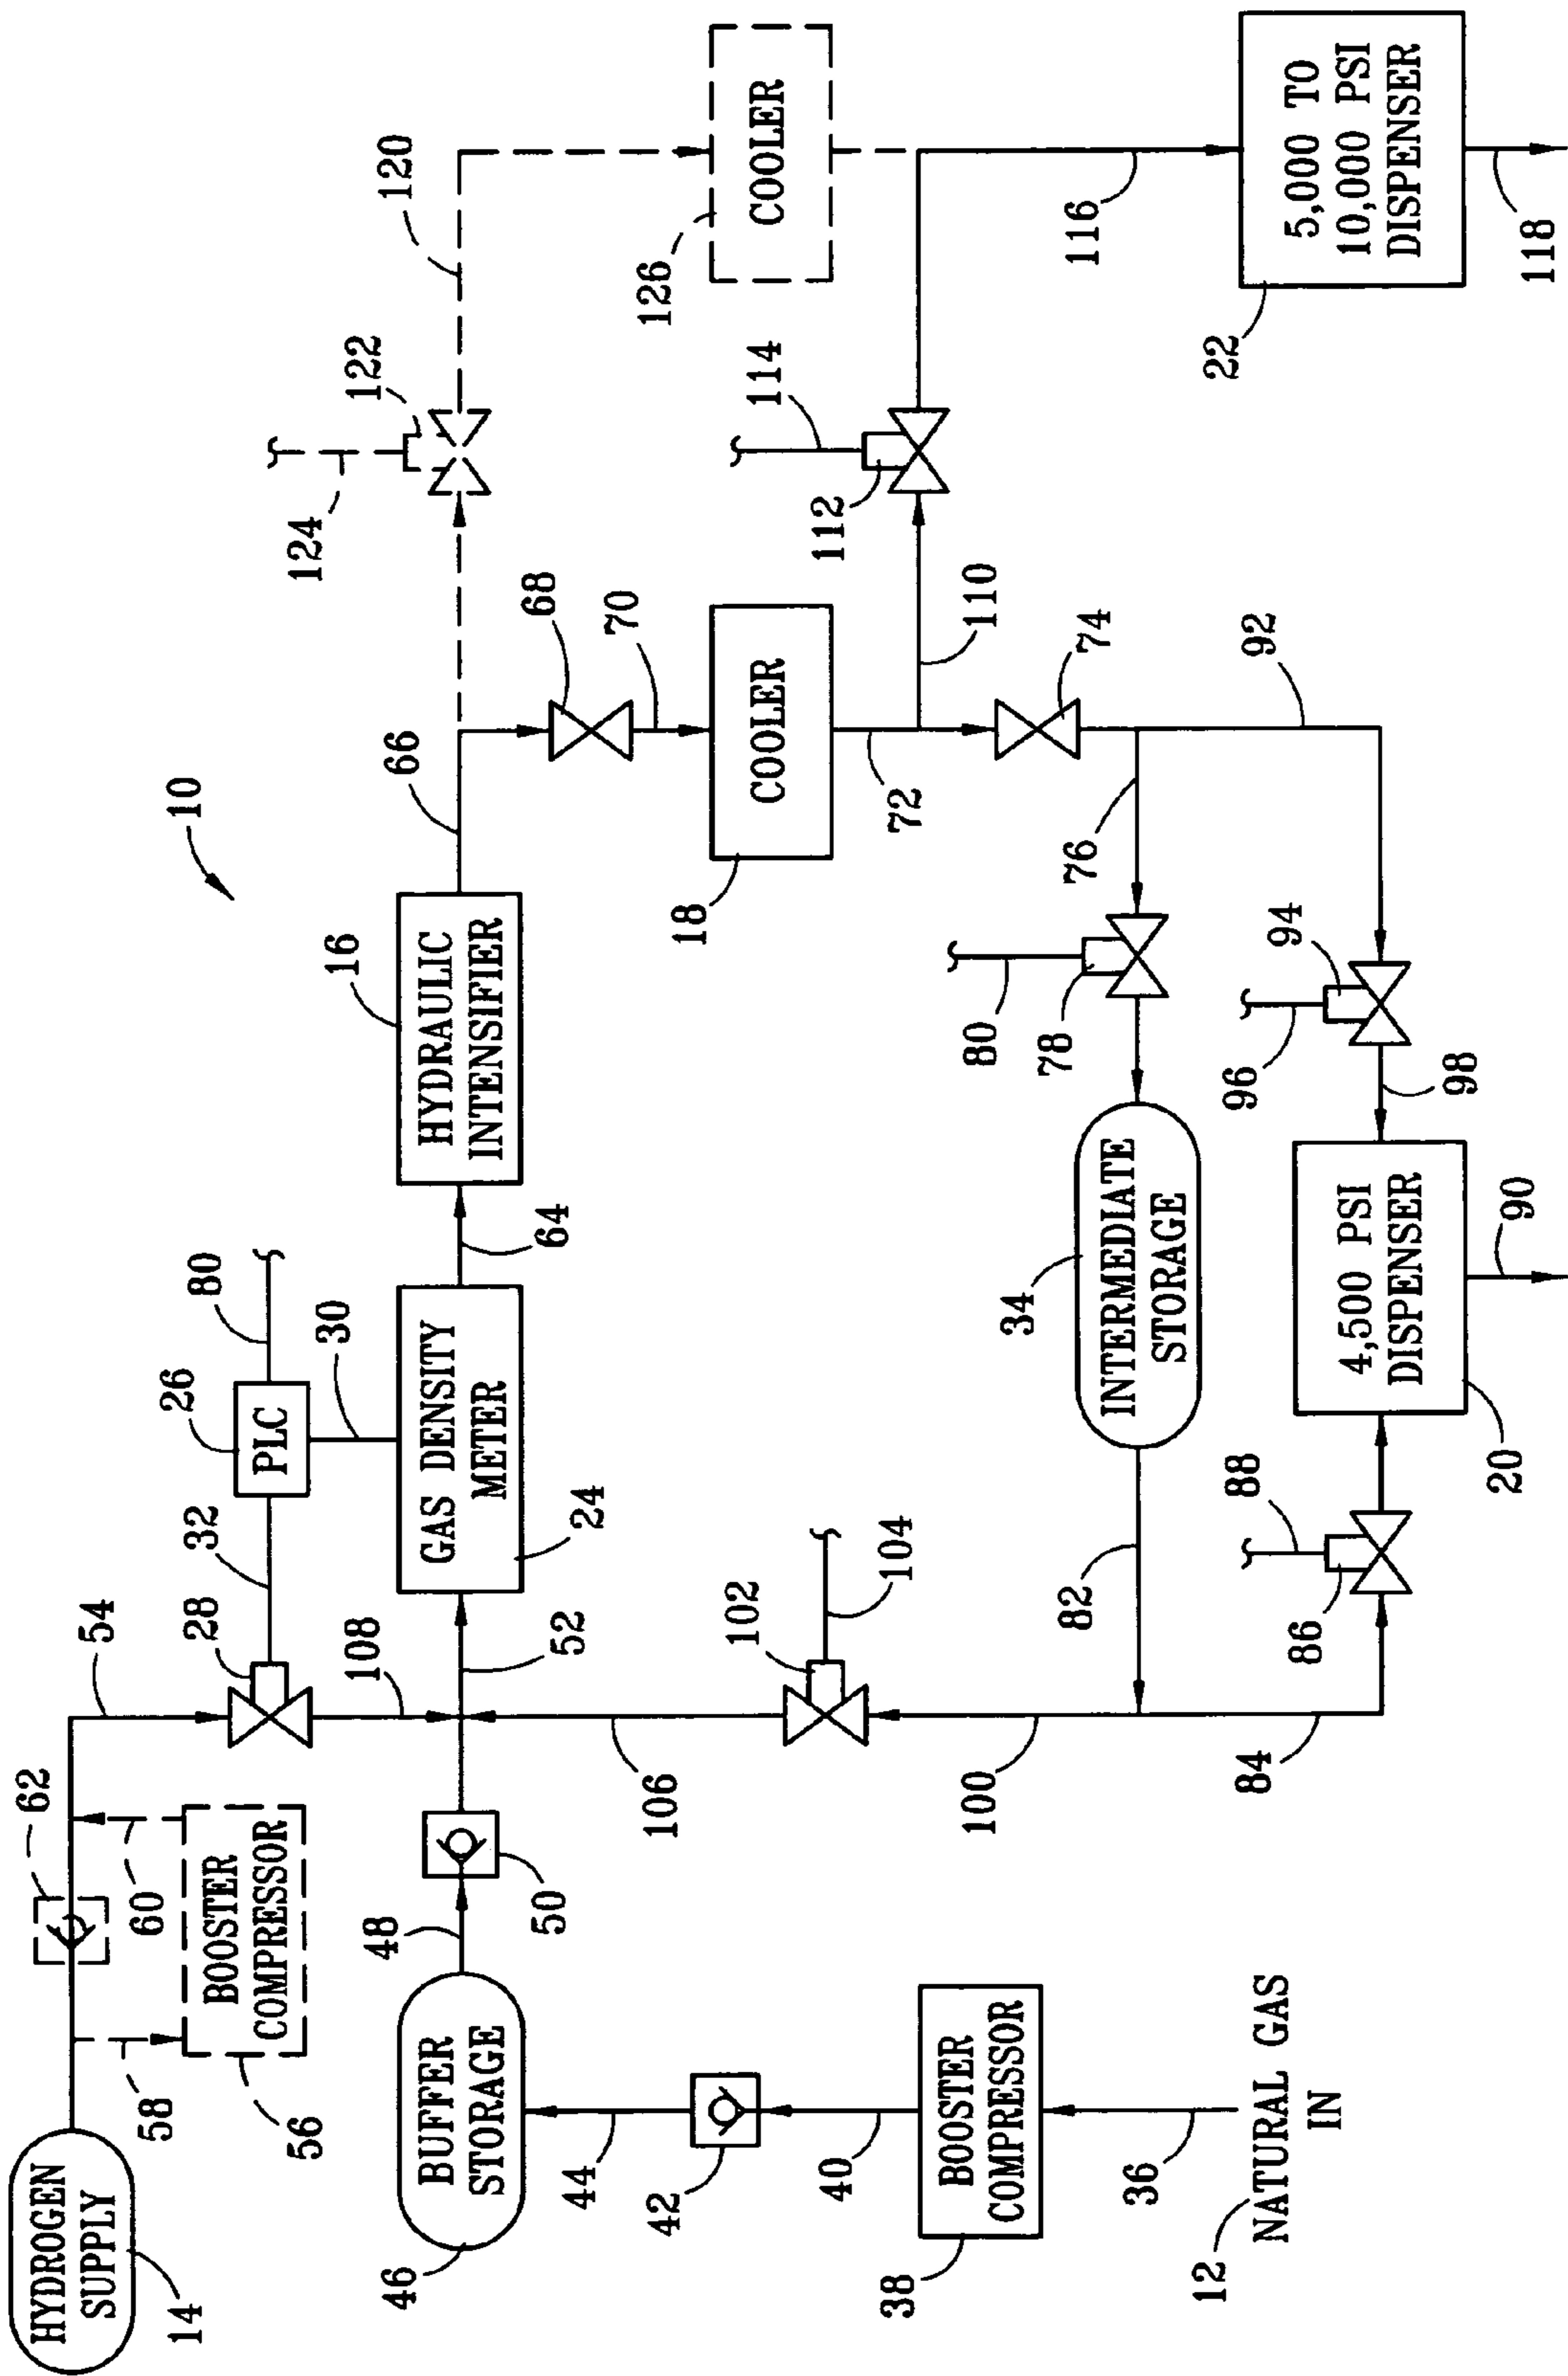 HYDROGEN
SUPPLY
14
58
56
BOOSTER
COMPRESSOR
60
62
54
28
32
108
26
PLC
80
30
10
124
122
120
46
BUFFER
STORAGE
48
50
52
GAS DENSITY
METER
24
64
HYDRAULIC
INTENSIFIER
16
66
68
70
COOLER
18
72
126
COOLER
44
42
40
38
BOOSTER
COMPRESSOR
36
12
NATURAL GAS
IN
106
102
104
100
82
84
34
INTERMEDIATE
STORAGE
80
78
76
74
110
112
114
116
92
86
88
20
4,500 PSI
DISPENSER
90
98
96
94
22
5,000 TO
10,000 PSI
DISPENSER
118